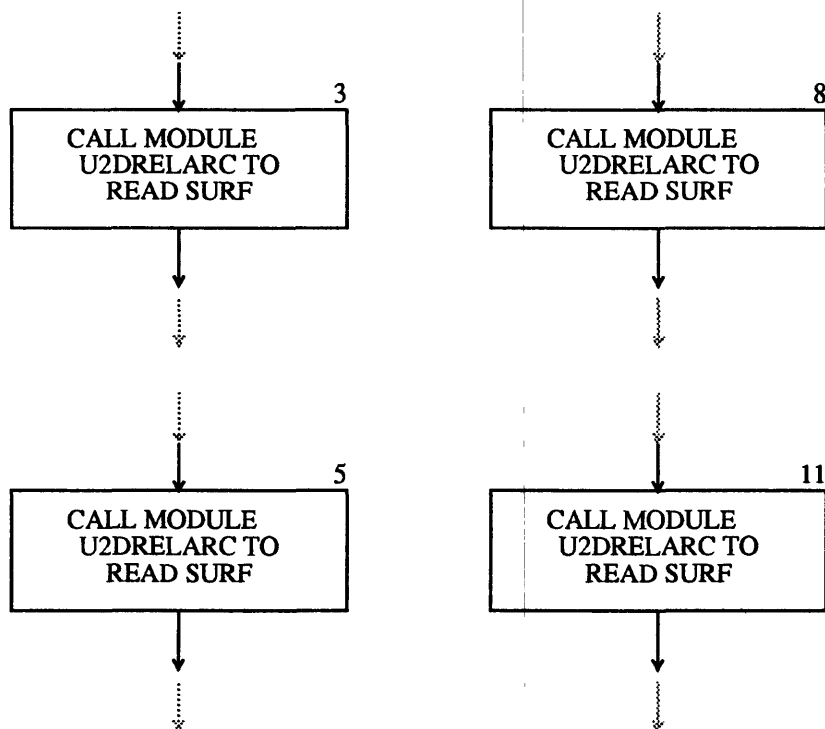 3
CALL MODULE
U2DRELARC TO
READ SURF
8
CALL MODULE
U2DRELARC TO
READ SURF
5
CALL MODULE
U2DRELARC TO
READ SURF
11
CALL MODULE
U2DRELARC TO
READ SURF